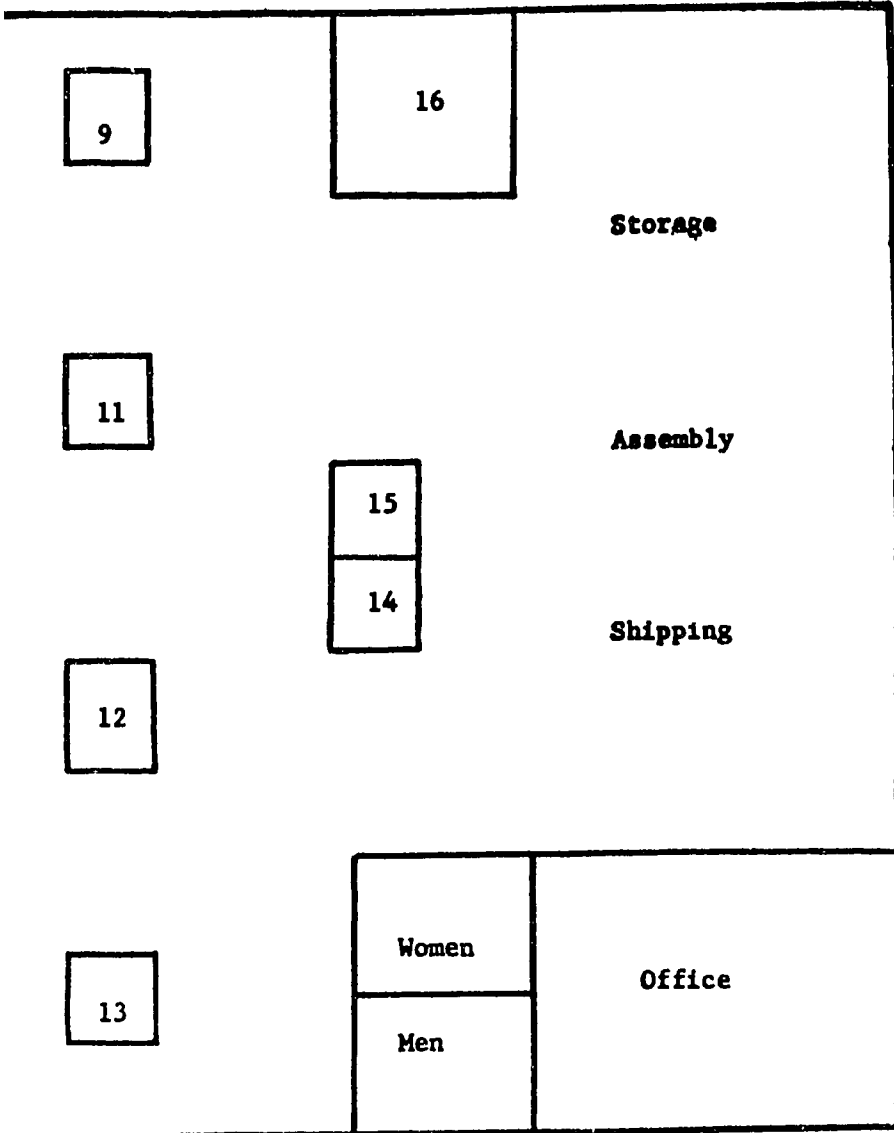 16
9
Storage
11
Assembly
15
14
Shipping
12
Women
Office
13
Men